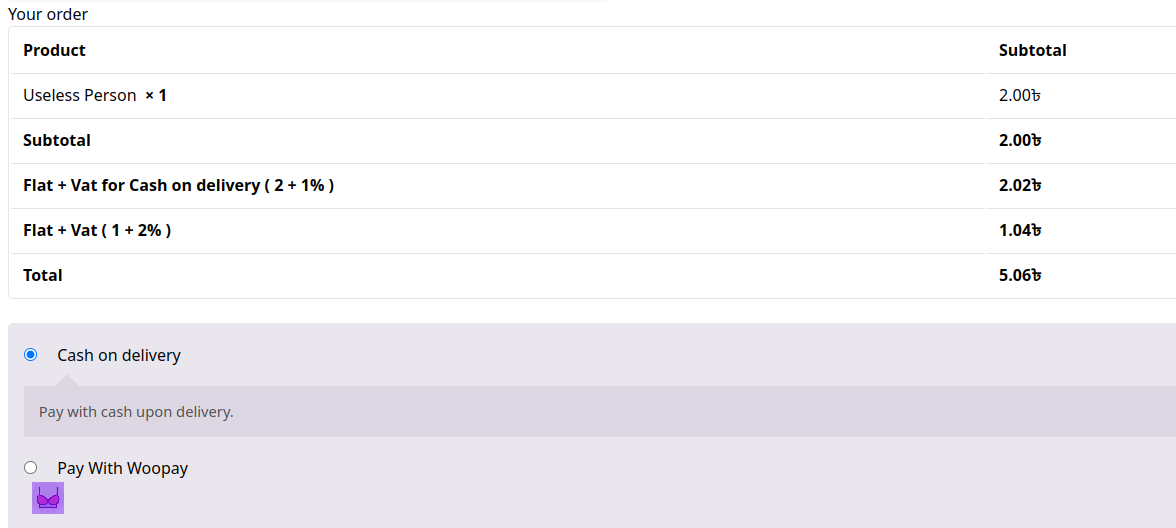 Your order
Product Subtotal
Useless Person × 1 2.00৳
Subtotal 2.00৳
Flat + Vat for Cash on delivery ( 2 + 1% ) 2.02৳
Flat + Vat ( 1 + 2% ) 1.04৳
Total 5.06৳
Cash on delivery
Pay with cash upon delivery.
Pay With Woopay